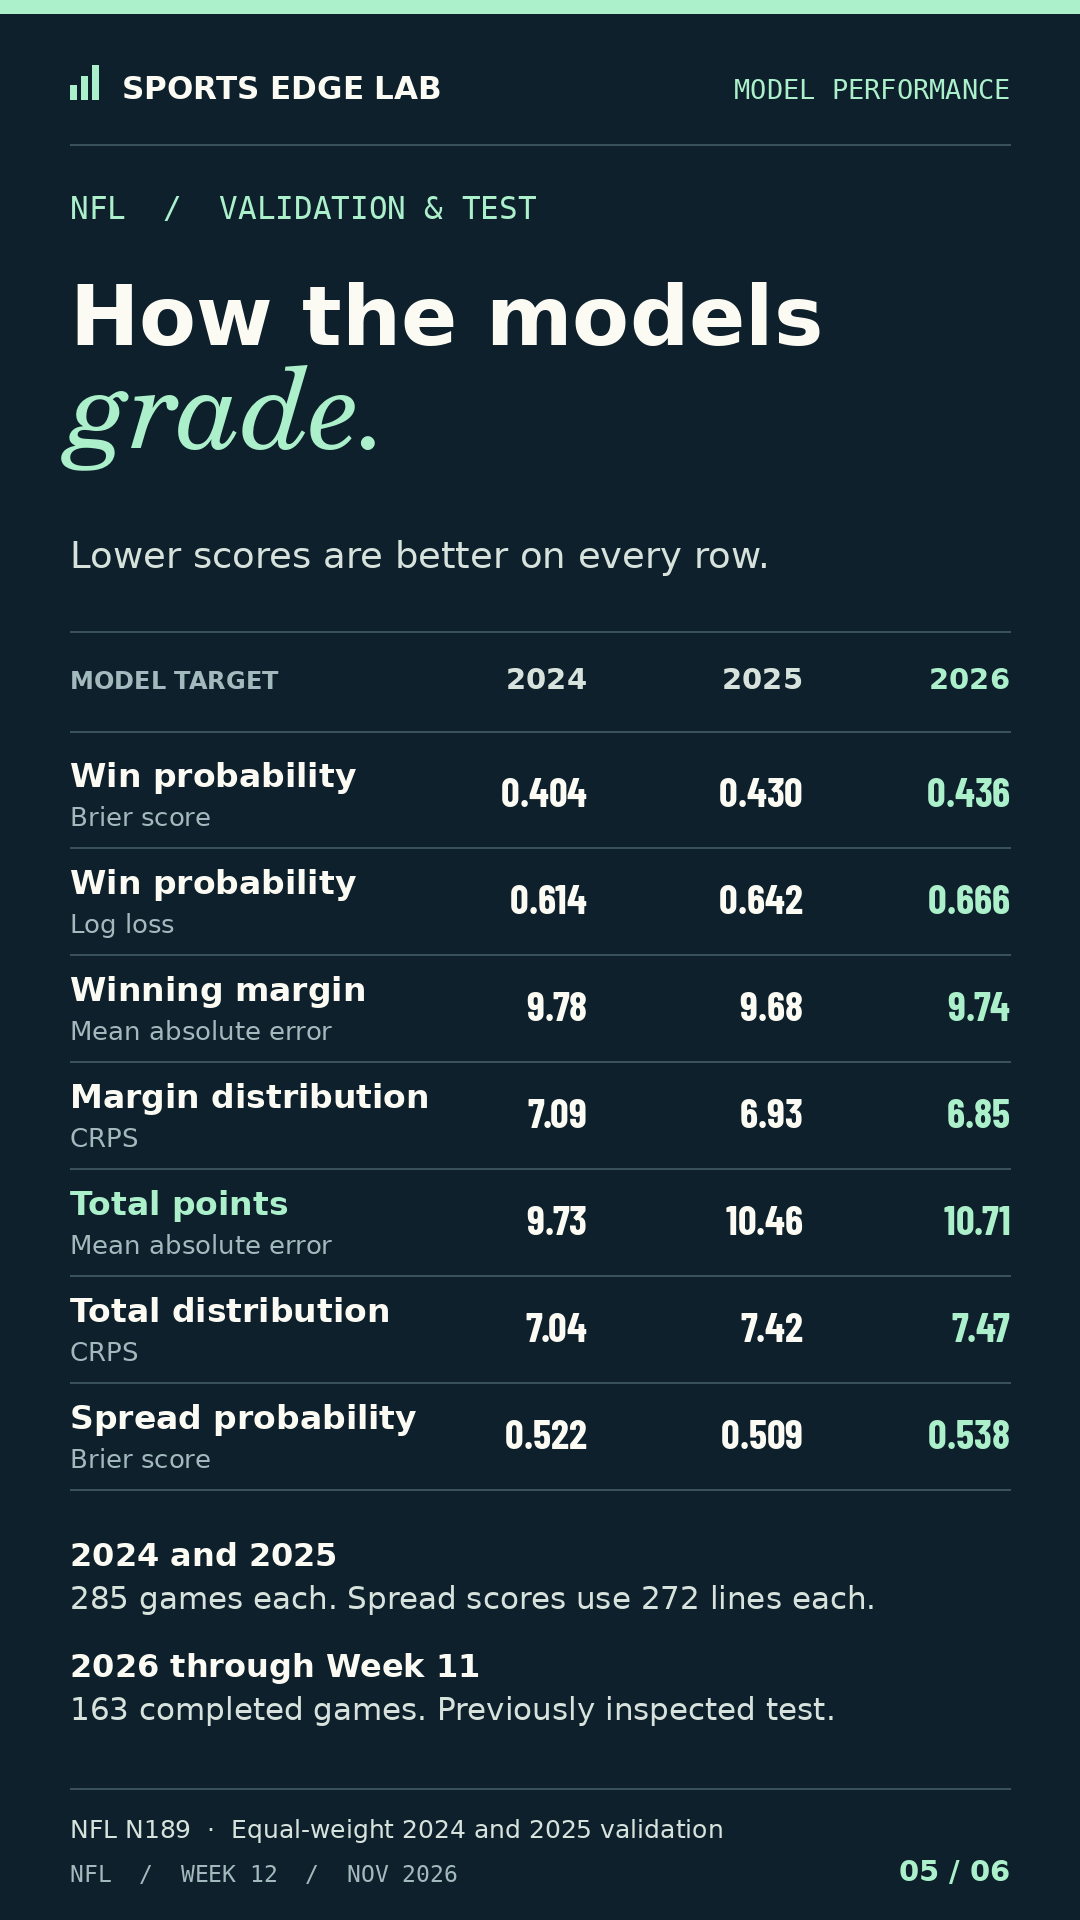 SPORTS EDGE LAB
MODEL PERFORMANCE
NFL / VALIDATION & TEST
How the models
grade.
Lower scores are better on every row.
MODEL TARGET 2024 2025 2026
Win probability
Brier score
0.404 0.430 0.436
Win probability
Log loss
0.614 0.642 0.666
Winning margin
Mean absolute error
9.78 9.68 9.74
Margin distribution
CRPS
7.09 6.93 6.85
Total points
Mean absolute error
9.73 10.46 10.71
Total distribution
CRPS
7.04 7.42 7.47
Spread probability
Brier score
0.522 0.509 0.538
2024 and 2025
285 games each. Spread scores use 272 lines each.
2026 through Week 11
163 completed games. Previously inspected test.
NFL N189 · Equal-weight 2024 and 2025 validation
NFL / WEEK 12 / NOV 2026
05 / 06